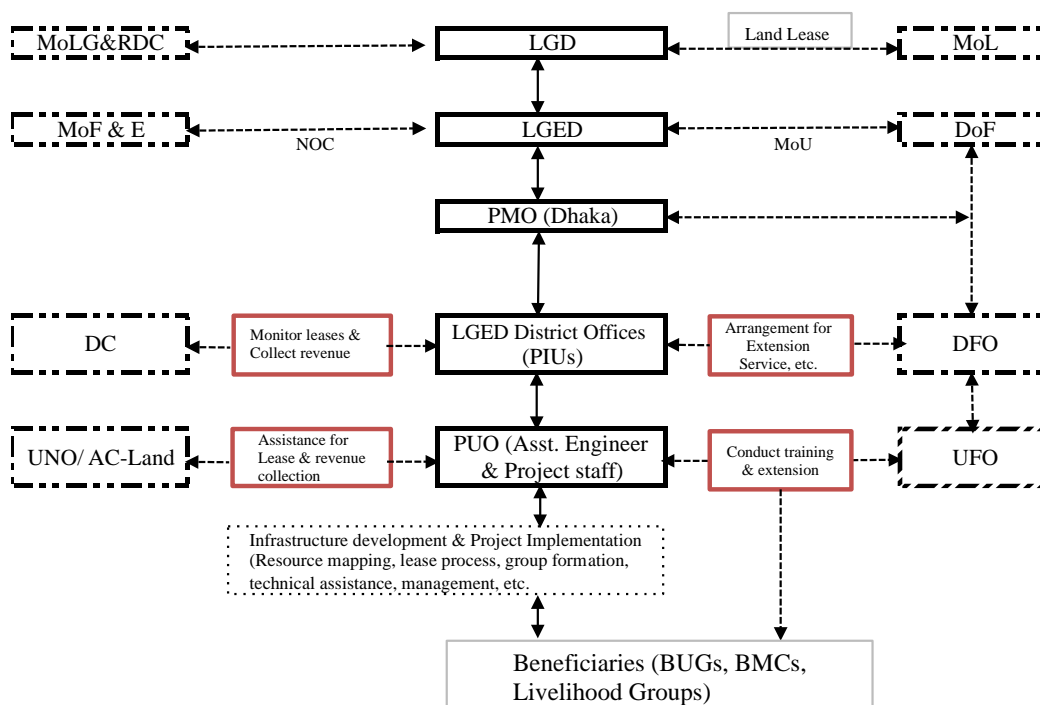 MoLG&RDC
LGD
Land Lease
MoL
MoF & E
NOC
LGED
MoU
DoF
PMO (Dhaka)
DC
Monitor leases &
Collect revenue
LGED District Offices
(PIUs)
Arrangement for
Extension
Service, etc.
DFO
UNO/ AC-Land
Assistance for
Lease & revenue
collection
PUO (Asst. Engineer
& Project staff)
Conduct training
& extension
UFO
Infrastructure development & Project Implementation
(Resource mapping, lease process, group formation,
technical assistance, management, etc.
Beneficiaries (BUGs, BMCs,
Livelihood Groups)